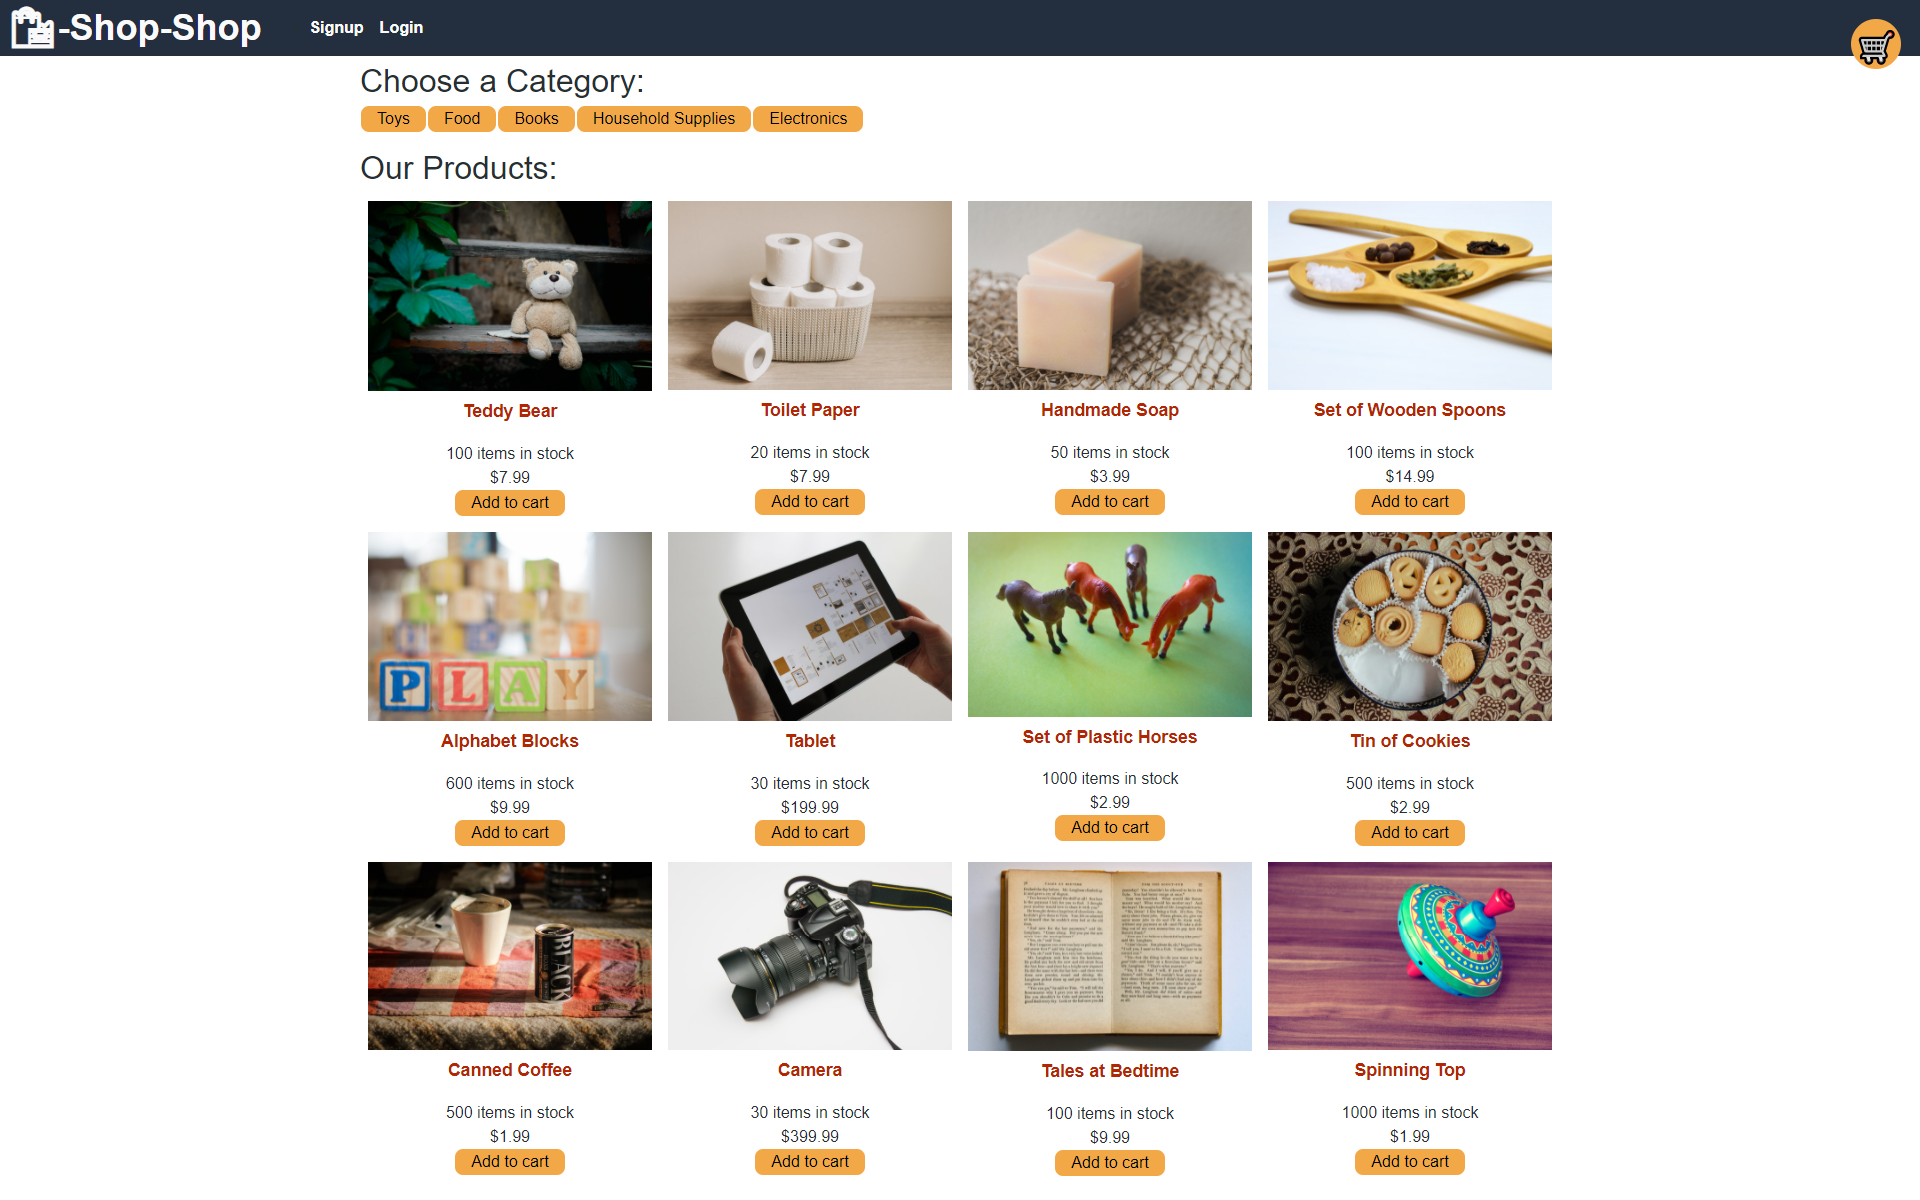 -Shop-Shop
Signup Login
Choose a Category:
Toys Food Books Household Supplies Electronics
Our Products:
Teddy Bear
100 items in stock
$7.99
Add to cart
Toilet Paper
20 items in stock
$7.99
Add to cart
Handmade Soap
50 items in stock
$3.99
Add to cart
Set of Wooden Spoons
100 items in stock
$14.99
Add to cart
PLAY
Alphabet Blocks
600 items in stock
$9.99
Add to cart
Tablet
30 items in stock
$199.99
Add to cart
Set of Plastic Horses
1000 items in stock
$2.99
Add to cart
Tin of Cookies
500 items in stock
$2.99
Add to cart
BLACK
Canned Coffee
500 items in stock
$1.99
Add to cart
Camera
30 items in stock
$399.99
Add to cart
Tales at Bedtime
100 items in stock
$9.99
Add to cart
Spinning Top
1000 items in stock
$1.99
Add to cart